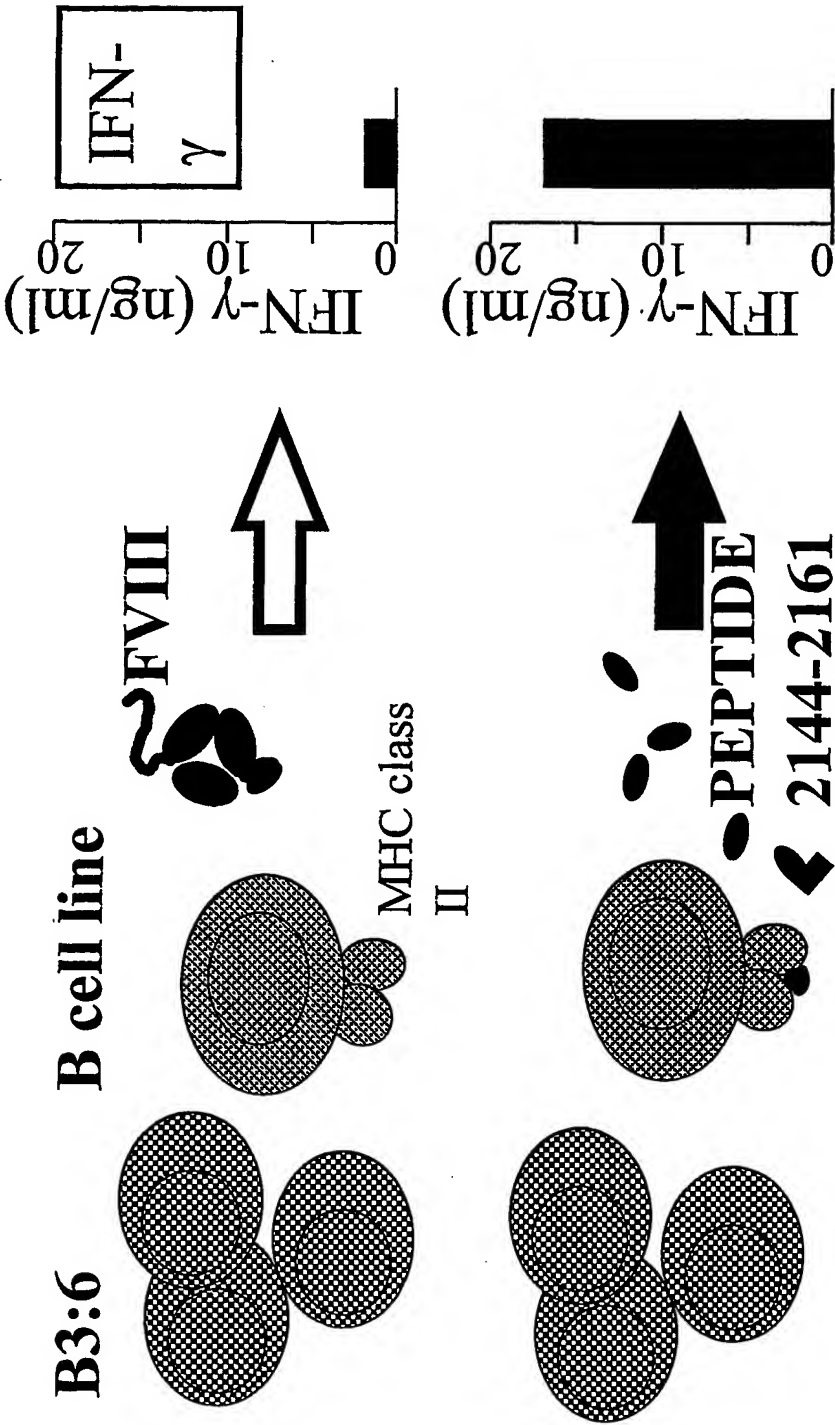 B3:6
B cell line
FVIII
MHC class
II
IFN-γ (ng/ml)
20
10
0
IFN-
γ
PEPTIDE
2144-2161
IFN-γ (ng/ml)
20
10
0